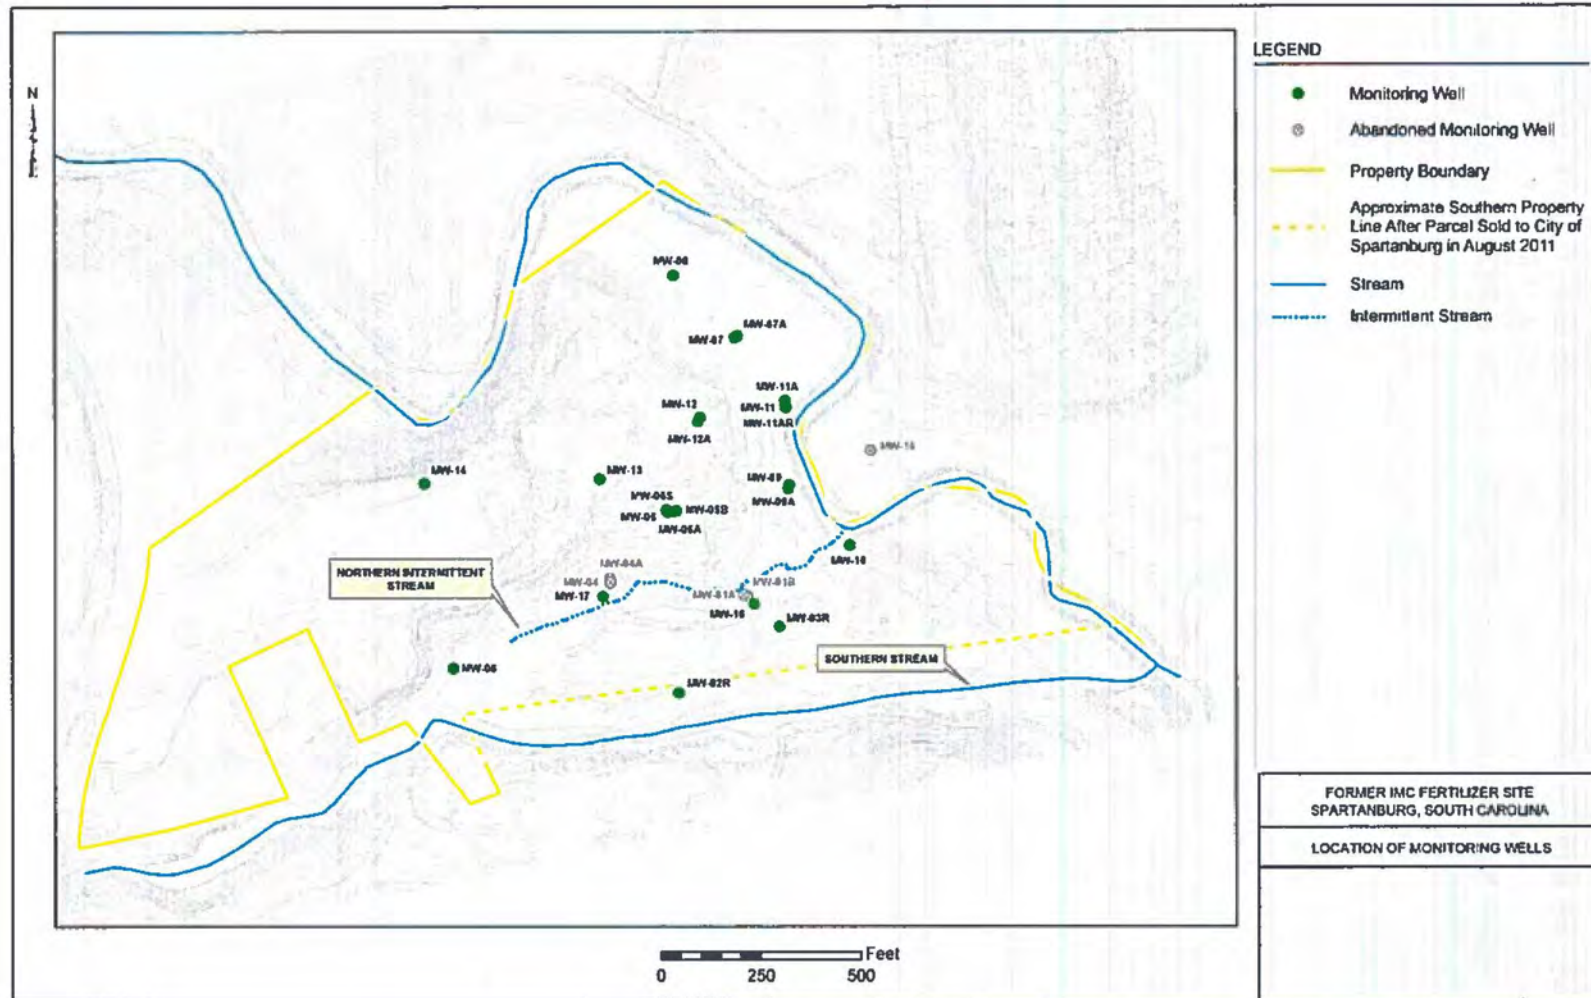 LEGEND
Monitoring Well
Abandoned Monitoring Well
Property Boundary
Approximate Southern Property
Line After Parcel Sold to City of
Spartanburg in August 2011
Stream
Intermittent Stream
N
MW-07A
MW-07
MW-11A
MW-11
MW-11AR
MW-12
MW-12A
MW-14
MW-13
MW-09
MW-09A
MW-05S
MW-05B
MW-05
MW-05A
MW-04A
MW-04
MW-17
MW-01B
MW-01A
MW-03R
MW-02R
NORTHERN INTERMITTENT
STREAM
SOUTHERN STREAM
FORMER IMC FERTILIZER SITE
SPARTANBURG, SOUTH CAROLINA
LOCATION OF MONITORING WELLS
Feet
0 250 500